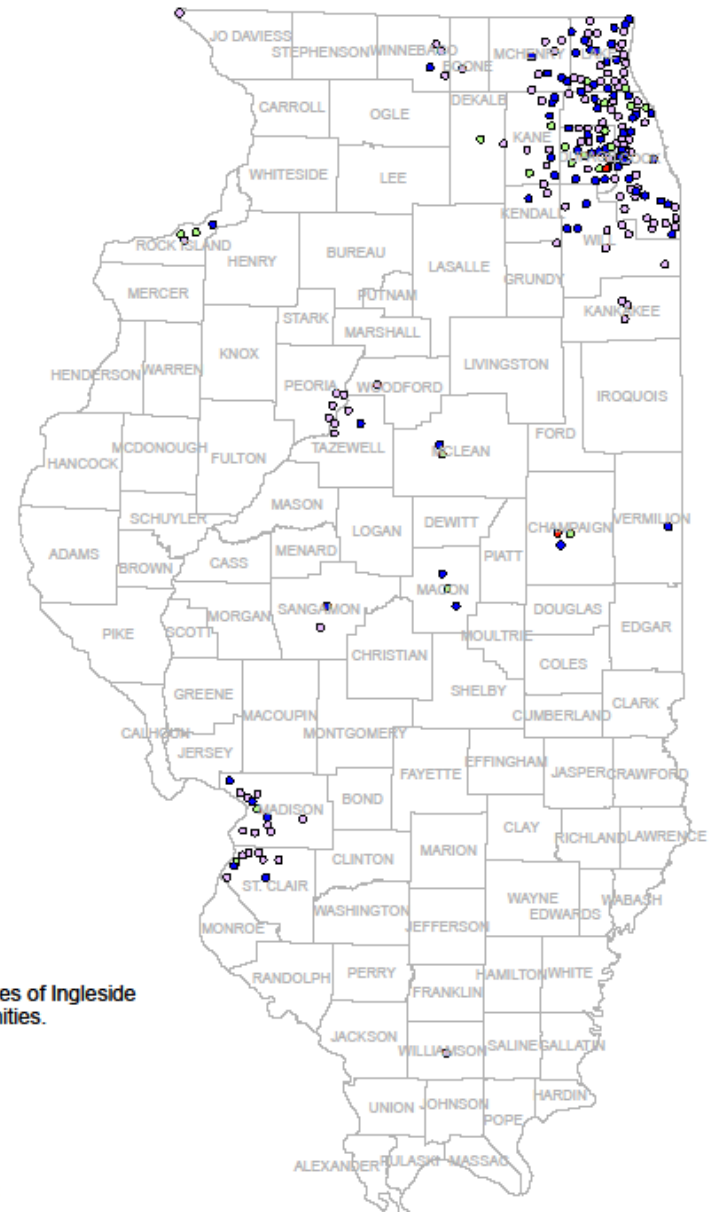 JO DAVIESS
STEPHENSON
WINNEBAGO
BOONE
MCHENRY
LAKE
CARROLL
OGLE
DEKALB
KANE
COOK
WHITESIDE
LEE
KENDALL
WILL
ROCK ISLAND
HENRY
BUREAU
LASALLE
GRUNDY
MERCER
PUTNAM
KANKAKEE
STARK
MARSHALL
KNOX
HENDERSON
WARREN
PEORIA
WOODFORD
LIVINGSTON
IROQUOIS
FORD
MCDONOUGH
FULTON
TAZEWELL
MCLEAN
HANCOCK
MASON
SCHUYLER
LOGAN
DEWITT
CHAMPAIGN
VERMILION
ADAMS
BROWN
CASS
MENARD
PIATT
MACON
SANGAMON
MORGAN
DOUGLAS
EDGAR
PIKE
SCOTT
CHRISTIAN
MOULTRIE
COLES
SHELBY
GREENE
CLARK
CUMBERLAND
CALHOUN
MACOUPIN
MONTGOMERY
JERSEY
EFFINGHAM
FAYETTE
JASPER
CRAWFORD
MADISON
BOND
CLAY
RICHLAND
LAWRENCE
CLINTON
MARION
ST. CLAIR
WAYNE
WABASH
WASHINGTON
EDWARDS
MONROE
JEFFERSON
RANDOLPH
PERRY
HAMILTON
WHITE
FRANKLIN
es of Ingleside
nities.
JACKSON
WILLIAMSON
SALINE
GALLATIN
UNION
JOHNSON
HARDIN
POPE
ALEXANDER
PULASKI
MASSAC